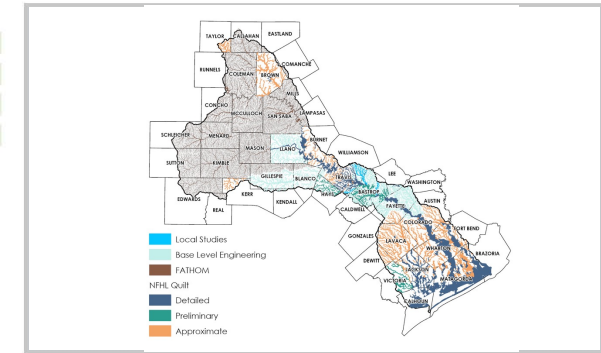 TAYLOR CALLAHAN EASTLAND
RUNNELS COLEMAN BROWN COMANCHE
MILLS
CONCHO MCCULLOCH SAN SABA LAMPASAS
SCHLEICHER MENARD BURNET WILLIAMSON
MASON LLANO
SUTTON KIMBLE GILLESPIE BLANCO TRAVIS LEE
HAYS BASTROP WASHINGTON
EDWARDS REAL KERR KENDALL CALDWELL FAYETTE AUSTIN
COLORADO
GONZALES LAVACA FORT BEND
WHARTON BRAZORIA
DEWITT JACKSON
VICTORIA MATAGORDA
CALHOUN
Local Studies
Base Level Engineering
FATHOM
NFHL Quilt
Detailed
Preliminary
Approximate